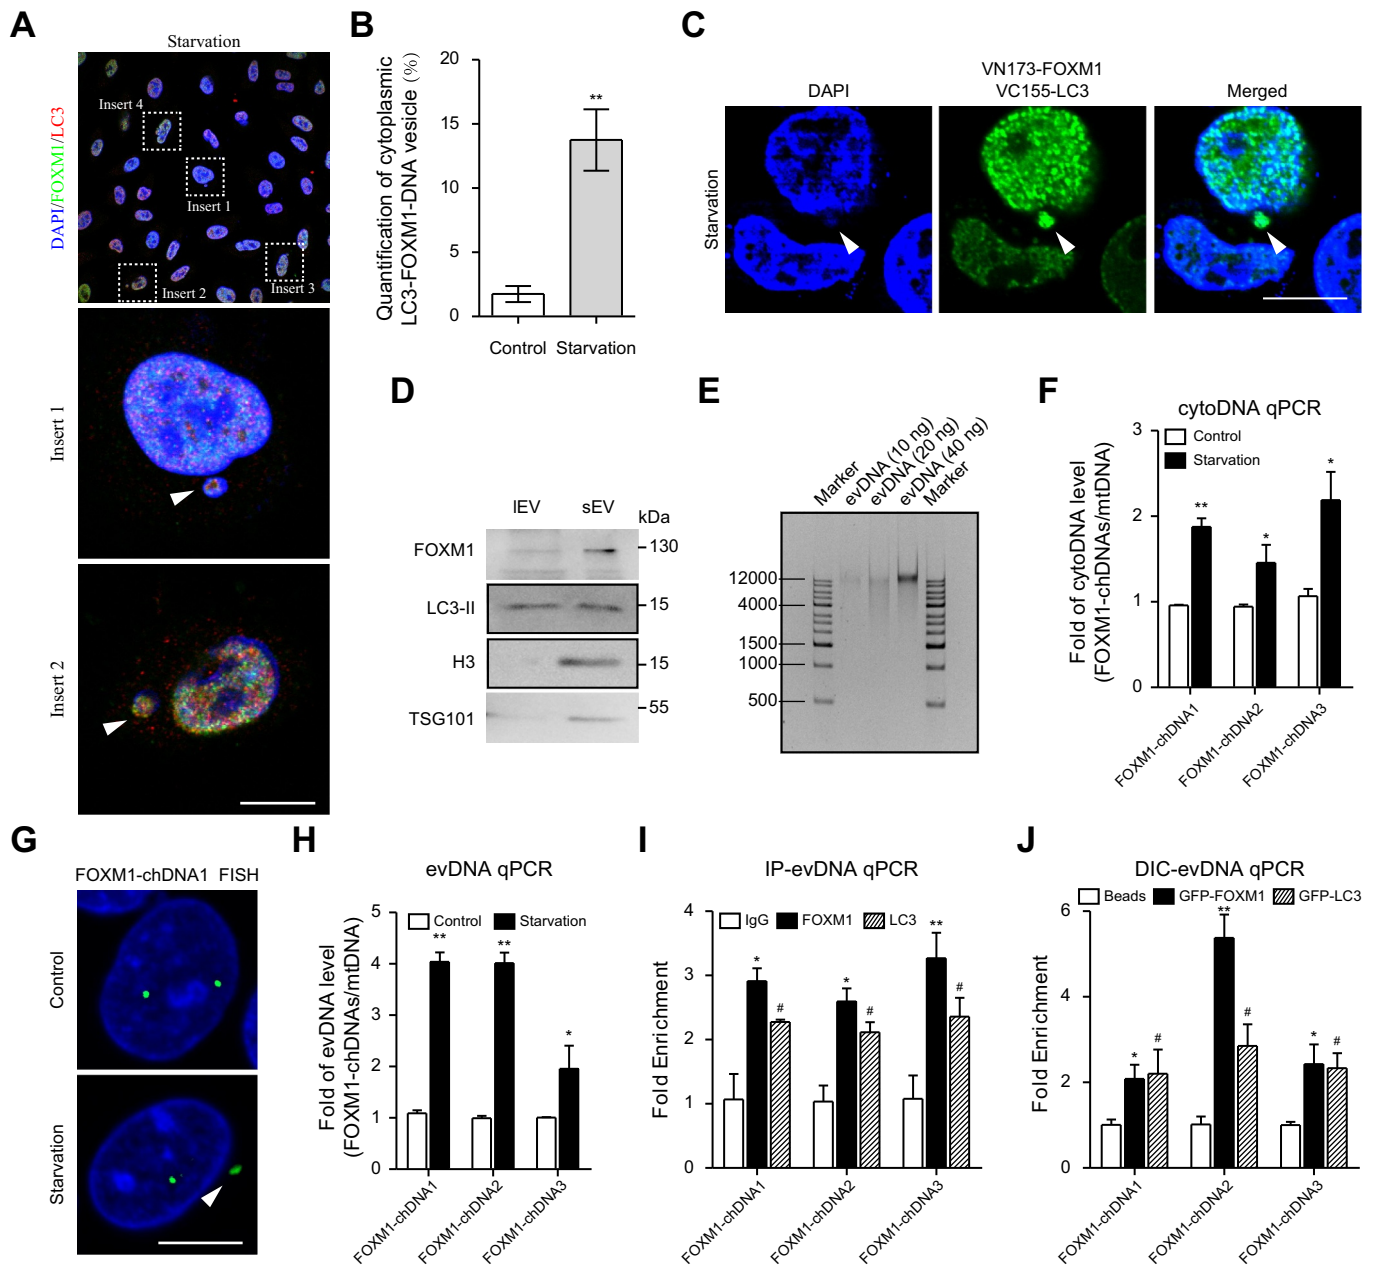 A
Starvation
DAPI/FOXM1/LC3
Insert 4
Insert 1
Insert 2
Insert 3
Insert 1
Insert 2
B
Quantification of cytoplasmic
LC3-FOXM1-DNA vesicle (%)
20
15
10
5
0
**
Control
Starvation
C
DAPI
VN173-FOXM1
VC155-LC3
Merged
Starvation
D
lEV
sEV
kDa
FOXM1
130
LC3-II
15
H3
15
TSG101
55
E
Marker
evDNA (10 ng)
evDNA (20 ng)
evDNA (40 ng)
Marker
12000
4000
1500
1000
500
F
cytoDNA qPCR
Fold of cytoDNA level
(FOXM1-chDNAs/mtDNA)
3
2
1
0
Control
Starvation
**
*
*
FOXM1-chDNA1
FOXM1-chDNA2
FOXM1-chDNA3
G
FOXM1-chDNA1 FISH
Control
Starvation
H
evDNA qPCR
Fold of evDNA level
(FOXM1-chDNAs/mtDNA)
5
4
3
2
1
0
Control
Starvation
**
**
*
FOXM1-chDNA1
FOXM1-chDNA2
FOXM1-chDNA3
I
IP-evDNA qPCR
Fold Enrichment
4
3
2
1
0
IgG
FOXM1
LC3
*
#
*
#
**
#
FOXM1-chDNA1
FOXM1-chDNA2
FOXM1-chDNA3
J
DIC-evDNA qPCR
Fold Enrichment
6
4
2
0
Beads
GFP-FOXM1
GFP-LC3
*
#
**
#
*
#
FOXM1-chDNA1
FOXM1-chDNA2
FOXM1-chDNA3